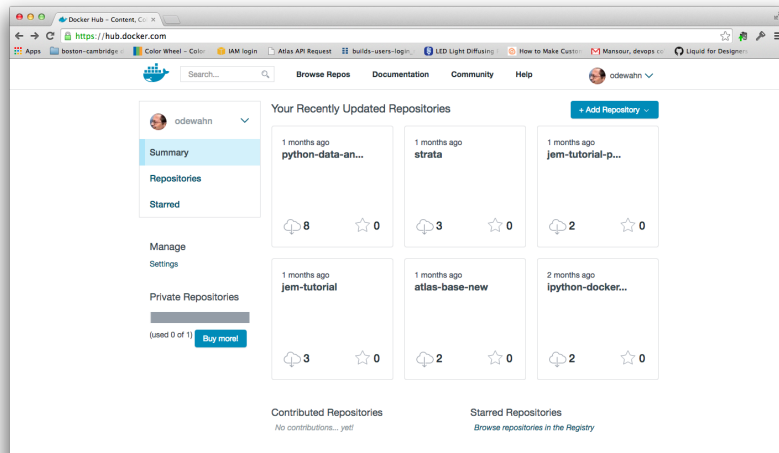 Docker Hub – Content, Co
https://hub.docker.com
Apps boston-cambridge Color Wheel – Color IAM login Atlas API Request builds-users-login, LED Light Diffusing How to Make Custom Mansour, devops co Liquid for Designers
Search... Browse Repos Documentation Community Help odewahn
odewahn
Summary
Repositories
Starred
Manage
Settings
Private Repositories
(used 0 of 1) Buy more!
Your Recently Updated Repositories + Add Repository
1 months ago 1 months ago 1 months ago
python-data-an... strata jem-tutorial-p...
8 0 3 0 2 0
1 months ago 1 months ago 2 months ago
jem-tutorial atlas-base-new ipython-docker...
3 0 2 0 2 0
Contributed Repositories Starred Repositories
No contributions... yet! Browse repositories in the Registry